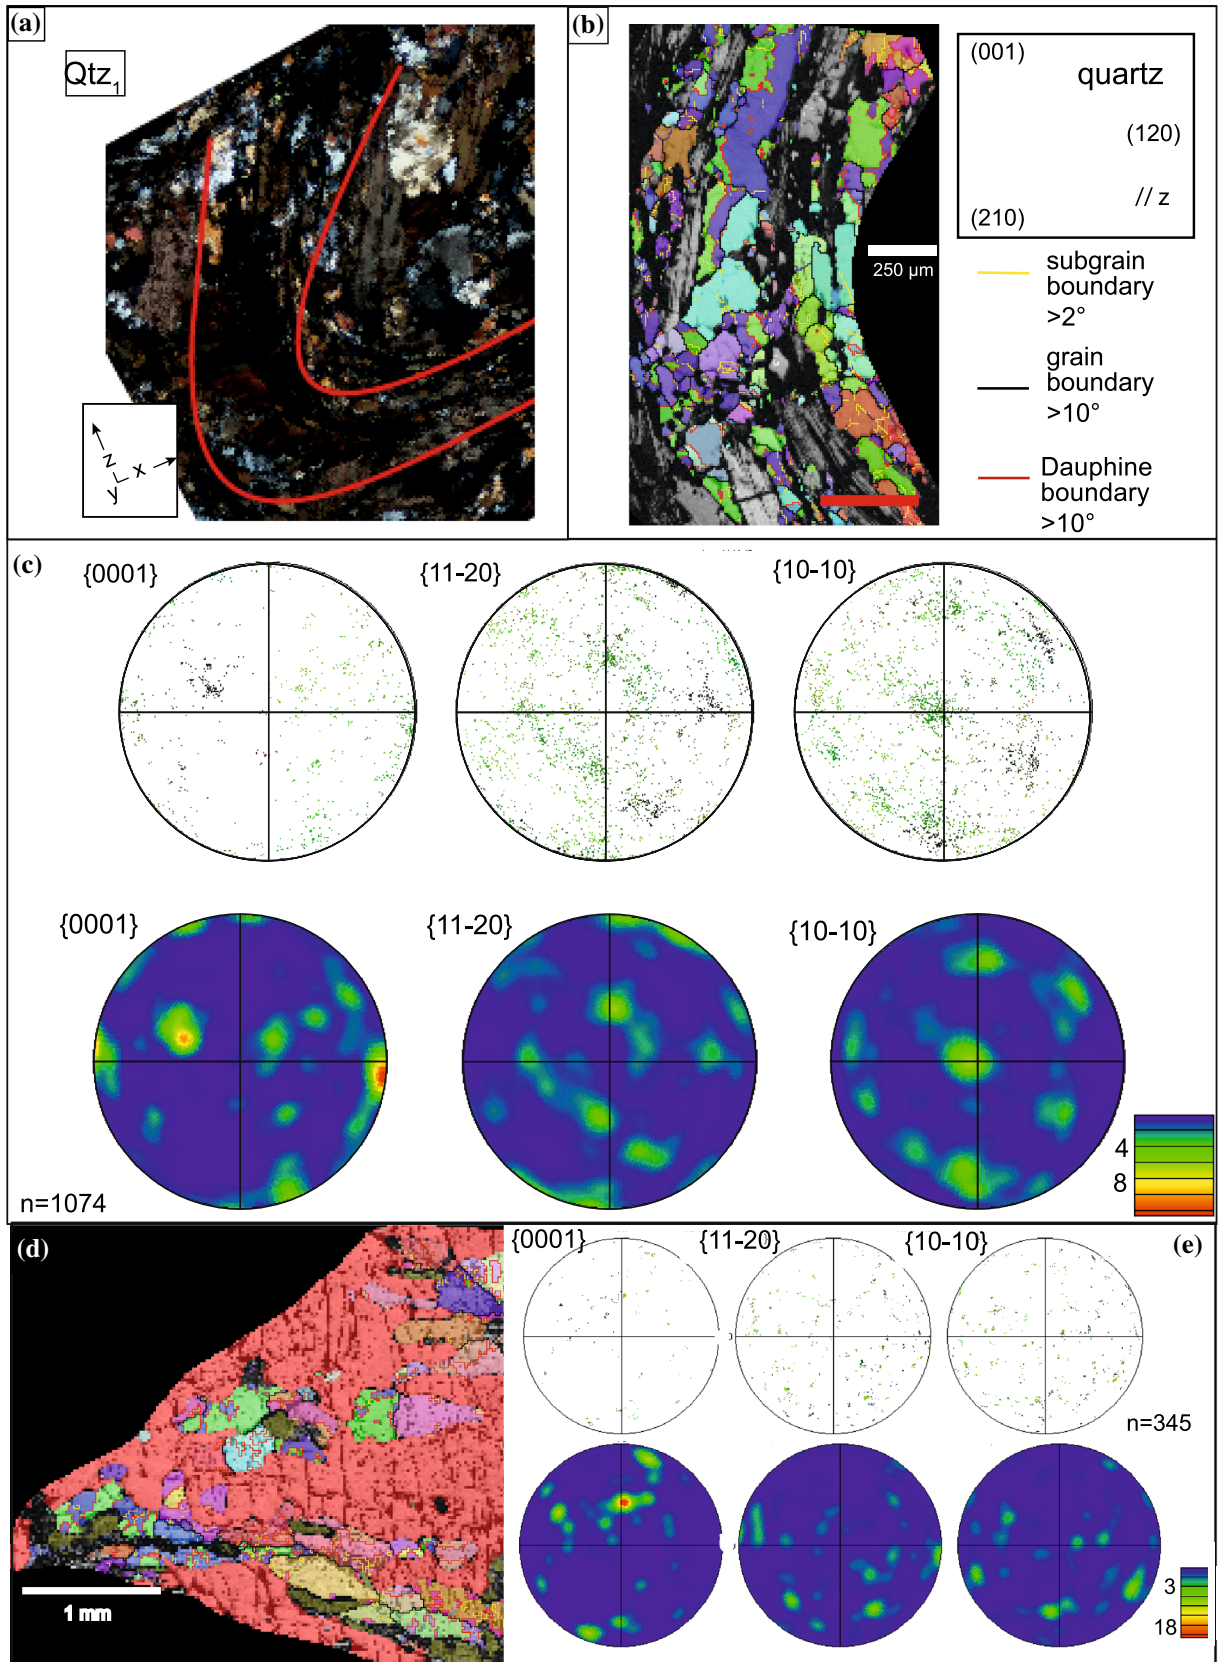 (a)
Qtz1
z
x
y
(b)
250 µm
(001)
quartz
(120)
// z
(210)
subgrain
boundary
>2°
grain
boundary
>10°
Dauphine
boundary
>10°
(c)
{0001}
{11-20}
{10-10}
{0001}
{11-20}
{10-10}
4
8
n=1074
(d)
1 mm
{0001}
{11-20}
{10-10}
(e)
n=345
3
18